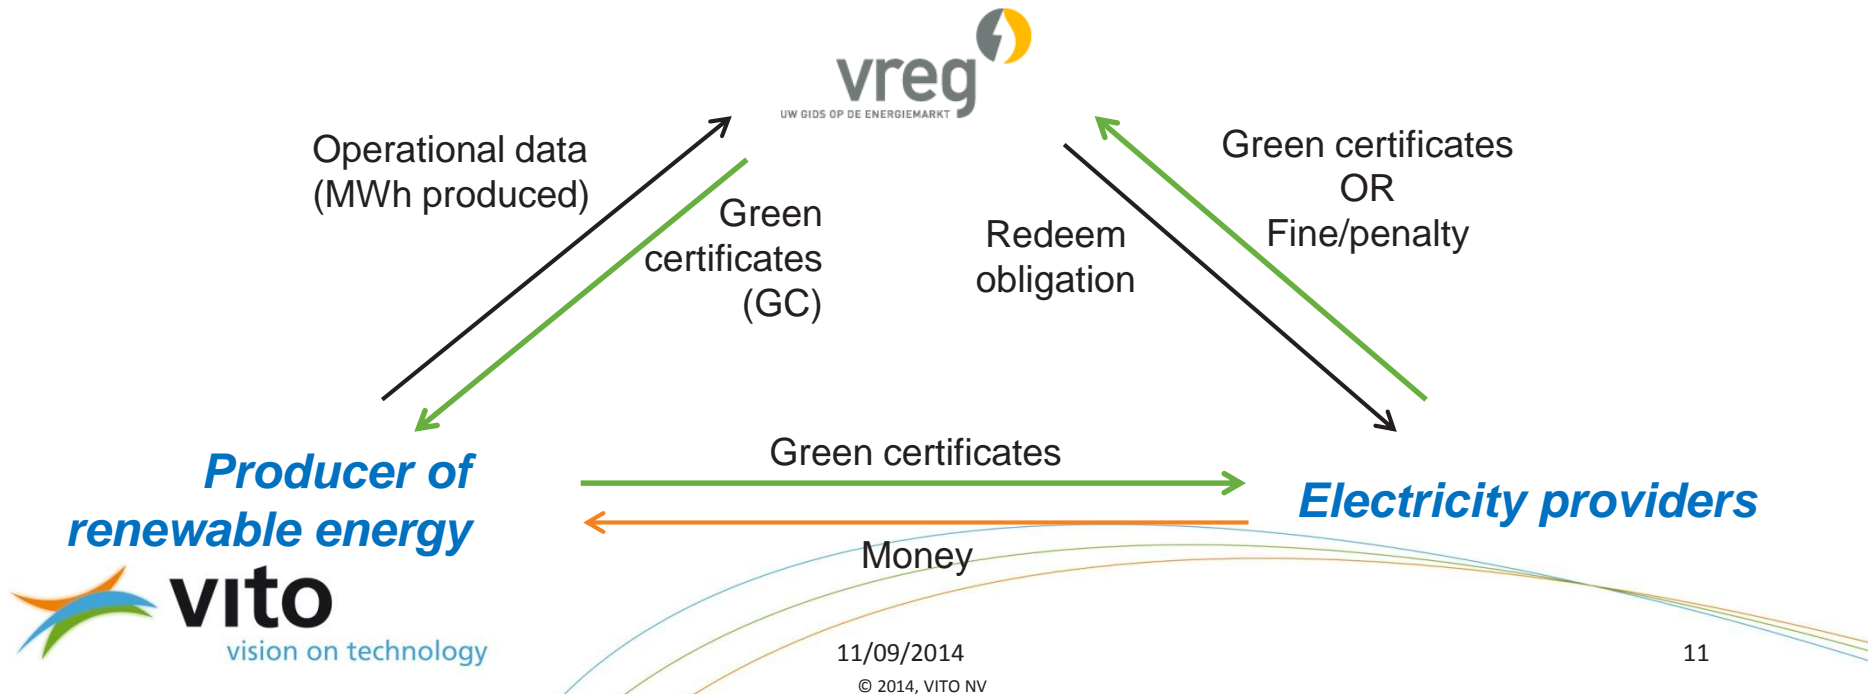 vreg
UW GIDS OP DE ENERGIEMARKT
Operational data
(MWh produced)
Green
certificates
(GC)
Redeem
obligation
Green certificates
OR
Fine/penalty
Producer of
renewable energy
Green certificates
Money
Electricity providers
vito
vision on technology
11/09/2014
© 2014, VITO NV
11